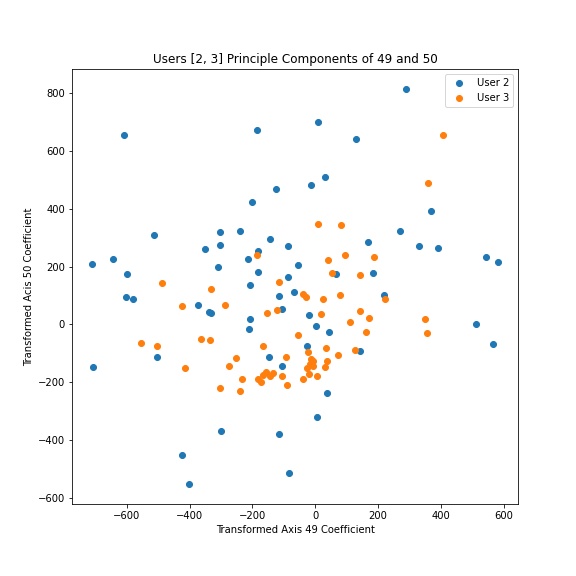 Users [2, 3] Principle Components of 49 and 50
User 2
User 3
800
600
400
200
0
−200
−400
−600
Transformed Acis 50 Coefficient
−600 −400 −200 0 200 400 600
Transformed Axis 49 Coefficient